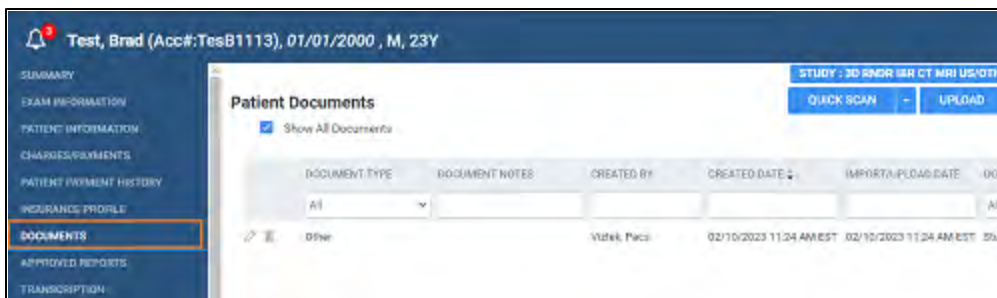 3
Test, Brad (Acc#:TesB1113), 01/01/2000 , M, 23Y
SUMMARY
EXAM INFORMATION
PATIENT INFORMATION
CHARGES/PAYMENTS
PATIENT PAYMENT HISTORY
INSURANCE PROFILE
DOCUMENTS
APPROVED REPORTS
TRANSCRIPTION
STUDY : 3D RNDR I&R CT MRI US/OTH
Patient Documents
QUICK SCAN
UPLOAD
Show All Documents
DOCUMENT TYPE DOCUMENT NOTES CREATED BY CREATED DATE IMPORT/UPLOAD DATE
All
Other Viztek, Pacs 02/10/2023 11:24 AM EST 02/10/2023 11:24 AM EST